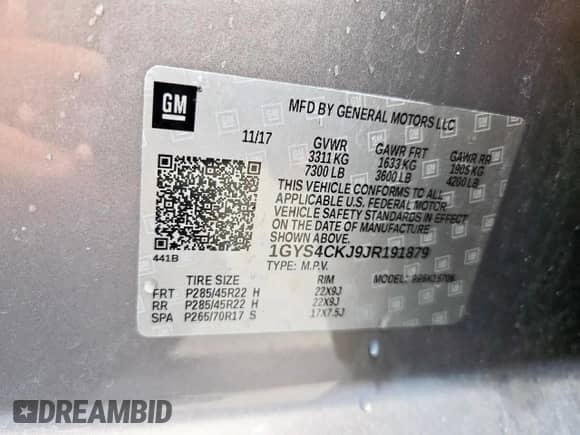 GM
MFD BY GENERAL MOTORS LLC
11/17 GVWR GAWR FRT GAWR RR
3311 KG 1633 KG 1905 KG
7300 LB 3600 LB 4200 LB
THIS VEHICLE CONFORMS TO ALL
APPLICABLE U.S. FEDERAL MOTOR
VEHICLE SAFETY STANDARDS IN EFFECT
ON THE DATE OF MANUFACTURE
SHOWN ABOVE.
441B
1GYS4CKJ9JR191879
TYPE: M.P.V. MODEL:
TIRE SIZE RIM
FRT P285/45R22 H 22X9J
RR P285/45R22 H 22X9J
SPA P265/70R17 S 17X7.5J
DREAMBID